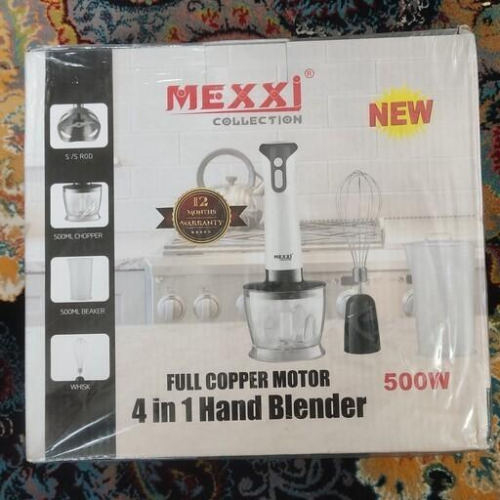 MEXXI®
COLLECTION
NEW
S/S ROD
500ML CHOPPER
500ML BEAKER
WHISK
12
MONTHS
WARRANTY
MEXXI
FULL COPPER MOTOR
500W
4 in 1 Hand Blender